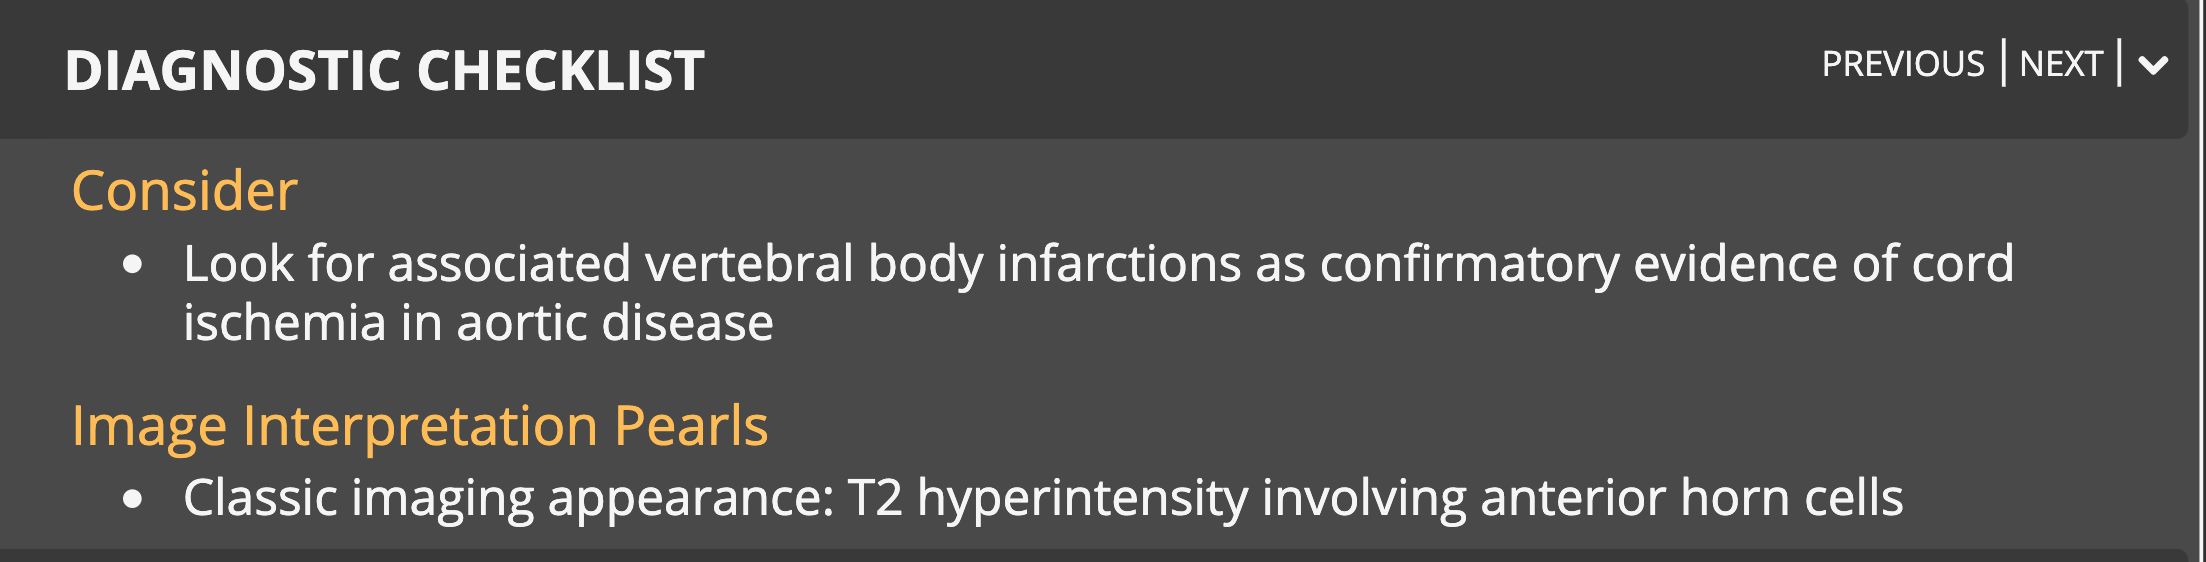 DIAGNOSTIC CHECKLIST
PREVIOUS | NEXT |
Consider
• Look for associated vertebral body infarctions as confirmatory evidence of cord
ischemia in aortic disease
Image Interpretation Pearls
• Classic imaging appearance: T2 hyperintensity involving anterior horn cells